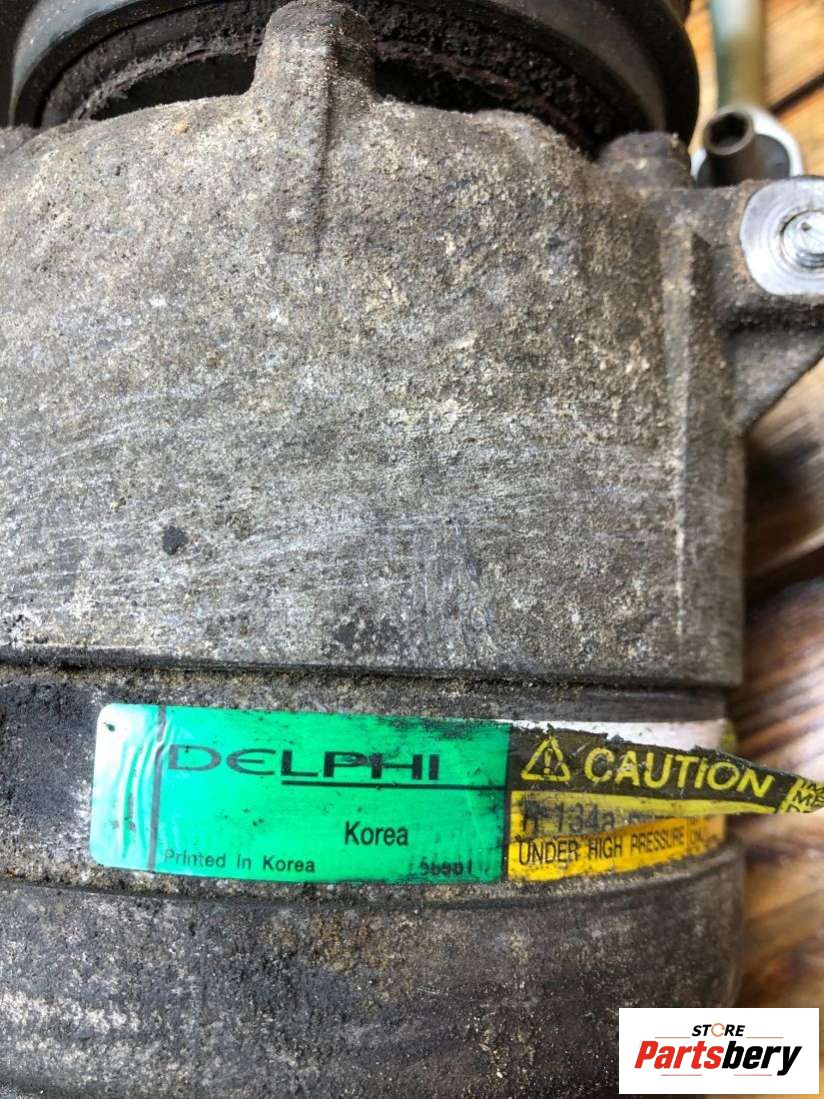 DELPHI
Korea
Printed in Korea
CAUTION
R 134a
UNDER HIGH PRESSURE
STORE
Partsbery